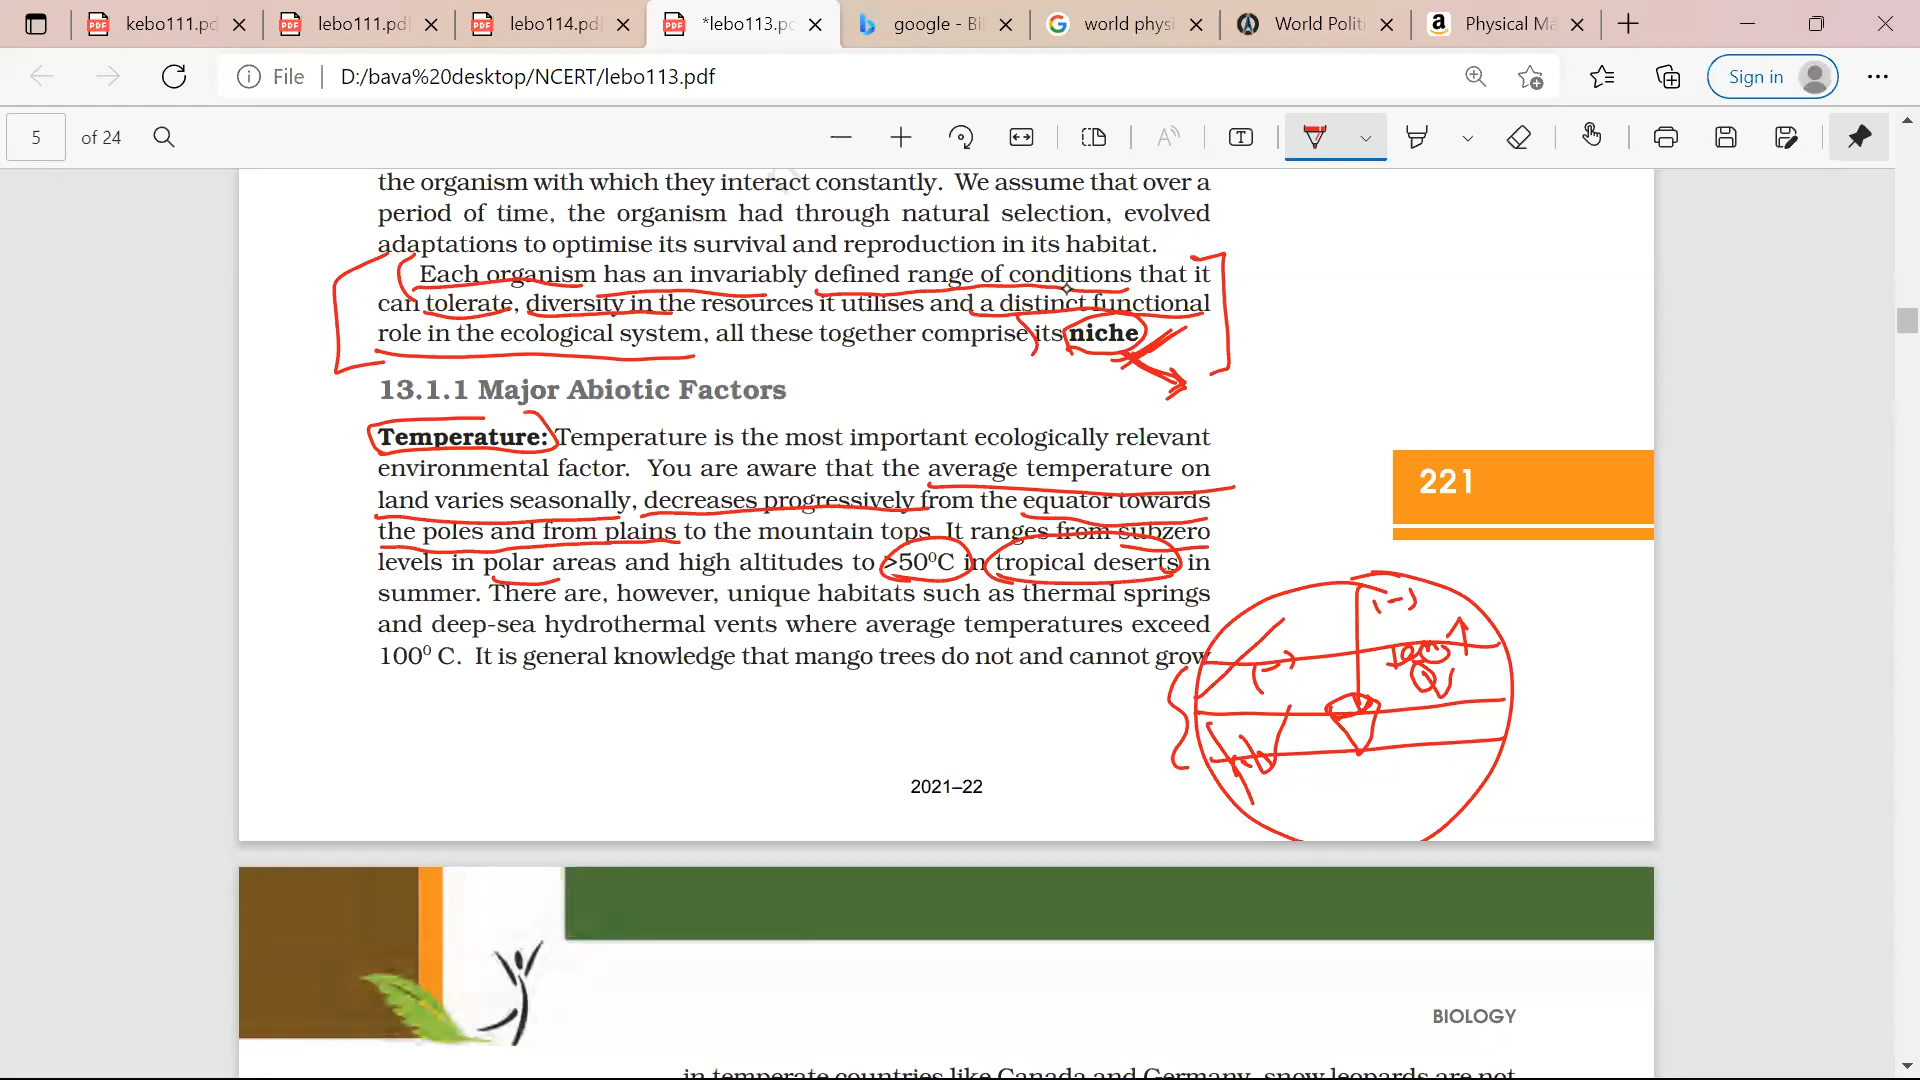 kebo111.pd
lebo111.pd
lebo114.pd
*lebo113.pd
google - Bi
world physi
World Politi
Physical Ma
File
D:/bava%20desktop/NCERT/lebo113.pdf
Sign in
5
of 24
the organism with which they interact constantly. We assume that over a
period of time, the organism had through natural selection, evolved
adaptations to optimise its survival and reproduction in its habitat.
Each organism has an invariably defined range of conditions that it
can tolerate, diversity in the resources it utilises and a distinct functional
role in the ecological system, all these together comprise its niche
13.1.1 Major Abiotic Factors
Temperature: Temperature is the most important ecologically relevant
environmental factor. You are aware that the average temperature on
land varies seasonally, decreases progressively from the equator towards
the poles and from plains to the mountain tops. It ranges from subzero
levels in polar areas and high altitudes to >50⁰C in tropical deserts in
summer. There are, however, unique habitats such as thermal springs
and deep-sea hydrothermal vents where average temperatures exceed
100⁰ C. It is general knowledge that mango trees do not and cannot grow
221
(-)
2021–22
BIOLOGY
in temperate countries like Canada and Germany, snow leopards are not